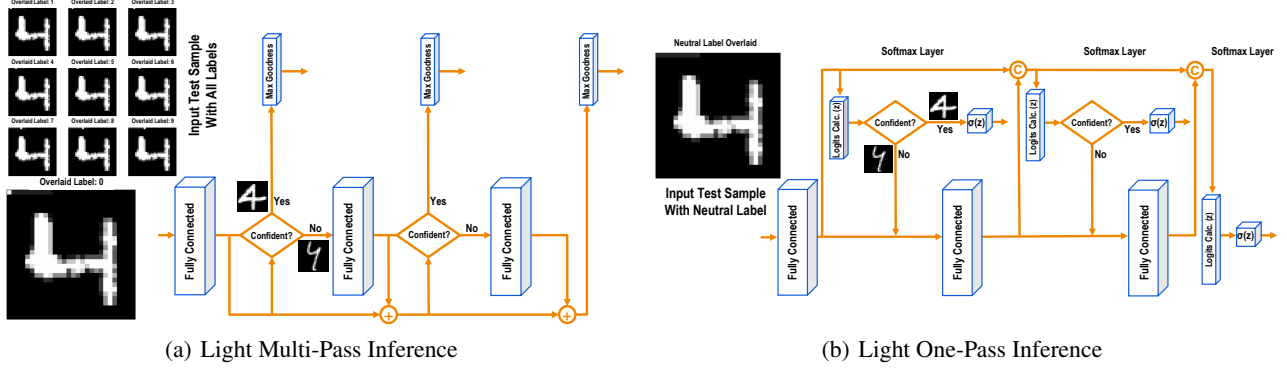 Overlaid Label: 1
Overlaid Label: 2
Overlaid Label: 3
Overlaid Label: 4
Overlaid Label: 5
Overlaid Label: 6
Overlaid Label: 7
Overlaid Label: 8
Overlaid Label: 9
Input Test Sample
With All Labels
Overlaid Label: 0
Fully Connected
Confident?
Yes
No
Max Goodness
Fully Connected
Confident?
Yes
No
Max Goodness
Fully Connected
Max Goodness
+
+
(a) Light Multi-Pass Inference
Neutral Label Overlaid
Input Test Sample
With Neutral Label
Softmax Layer
Softmax Layer
Softmax Layer
Fully Connected
Logits Calc. (z)
Confident?
Yes
No
σ(z)
C
Fully Connected
Logits Calc. (z)
Confident?
Yes
No
σ(z)
C
Fully Connected
Logits Calc. (z)
σ(z)
(b) Light One-Pass Inference